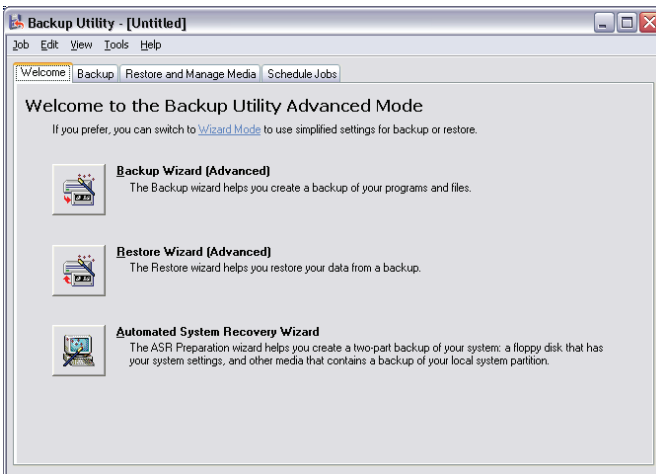 Backup Utility - [Untitled]
Job Edit View Tools Help
Welcome Backup Restore and Manage Media Schedule Jobs
Welcome to the Backup Utility Advanced Mode
If you prefer, you can switch to Wizard Mode to use simplified settings for backup or restore.
Backup Wizard (Advanced)
The Backup wizard helps you create a backup of your programs and files.
Restore Wizard (Advanced)
The Restore wizard helps you restore your data from a backup.
Automated System Recovery Wizard
The ASR Preparation wizard helps you create a two-part backup of your system: a floppy disk that has
your system settings, and other media that contains a backup of your local system partition.